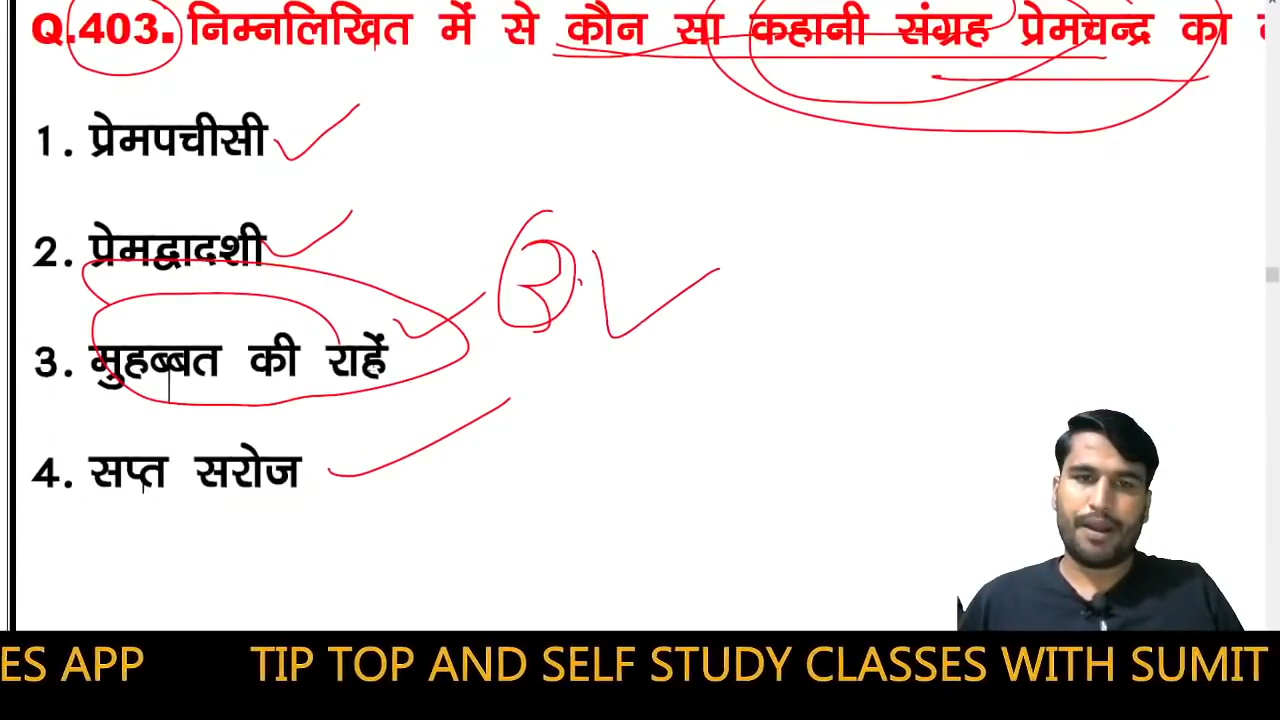 Q.403. निम्नलिखित में से कौन सा कहानी संग्रह प्रेमचन्द्र का
1. प्रेमपचीसी
2. प्रेमद्वादशी
3.
3. मुहब्बत की राहें
4. सप्त सरोज
ES APP TIP TOP AND SELF STUDY CLASSES WITH SUMIT